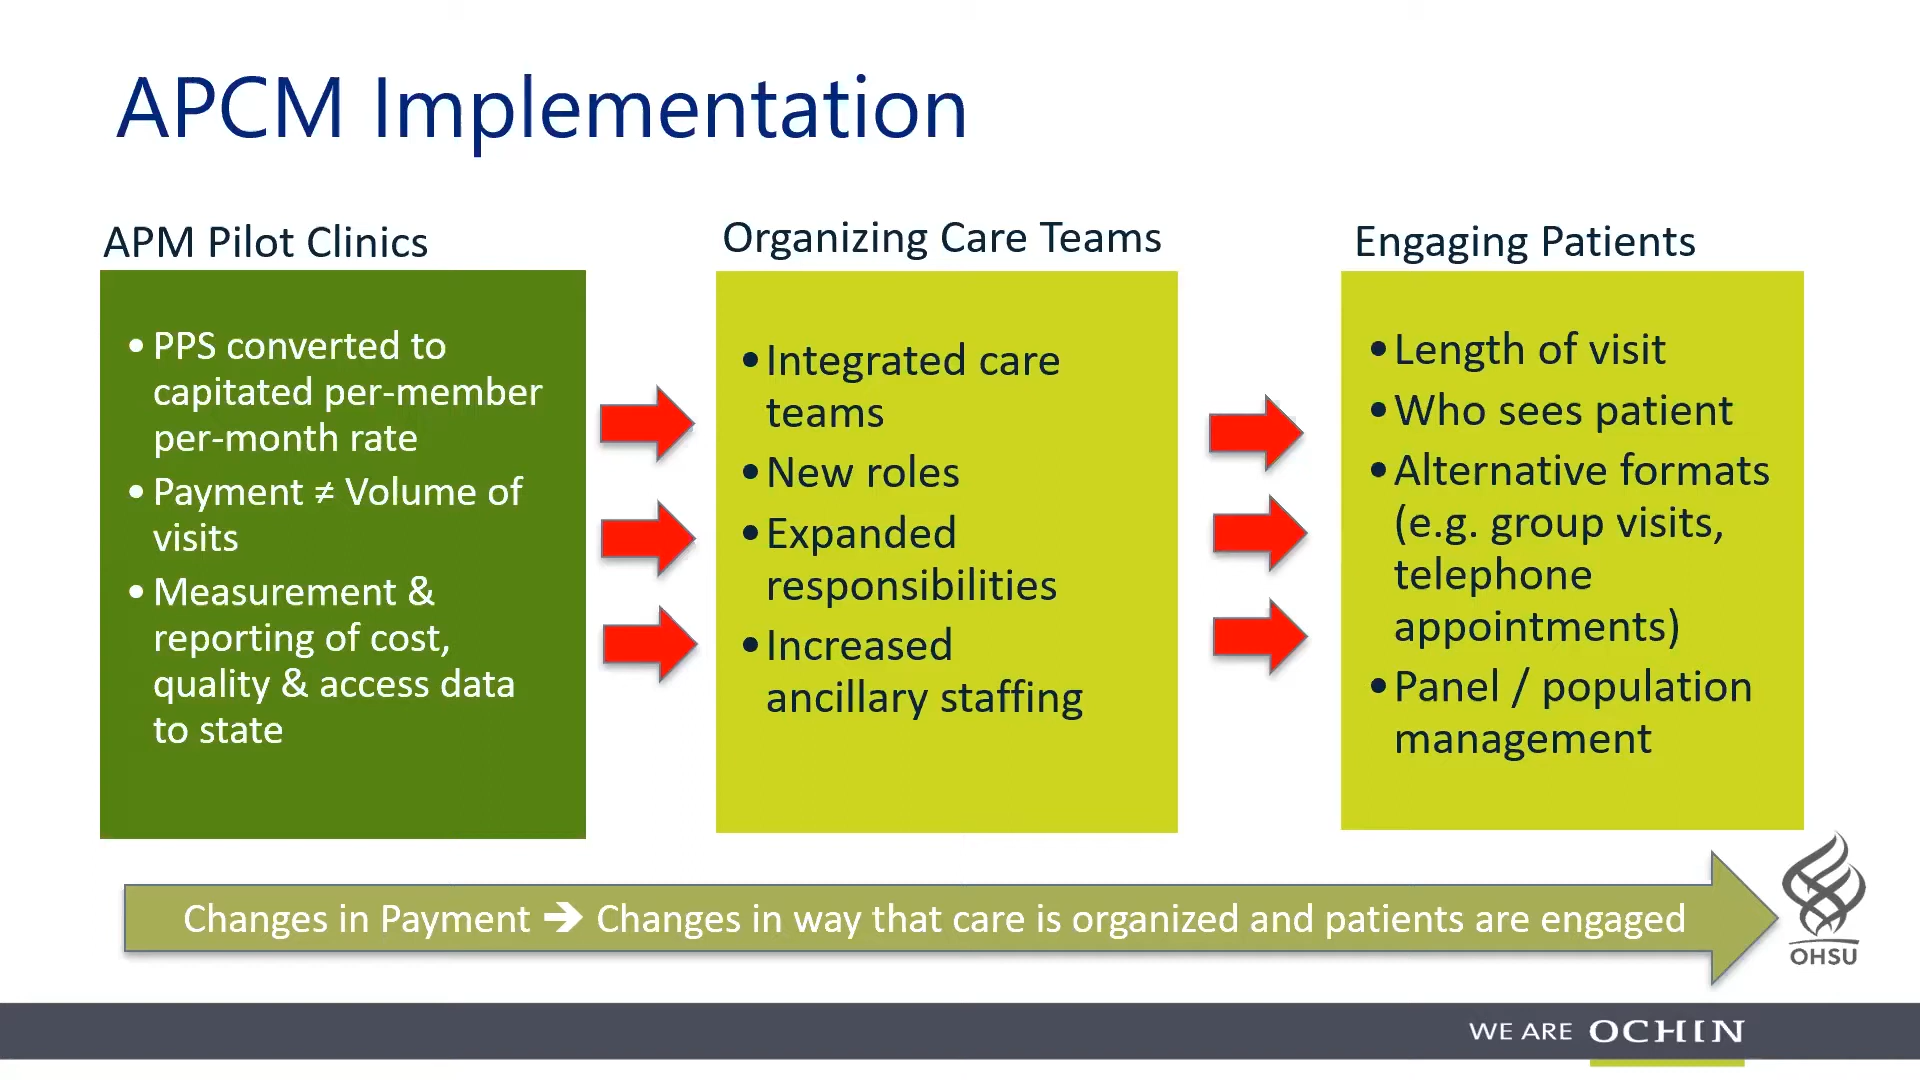 APCM Implementation
APM Pilot Clinics
• PPS converted to
capitated per-member
per-month rate
• Payment ≠ Volume of
visits
• Measurement &
reporting of cost,
quality & access data
to state
Organizing Care Teams
• Integrated care
teams
• New roles
• Expanded
responsibilities
• Increased
ancillary staffing
Engaging Patients
• Length of visit
• Who sees patient
• Alternative formats
(e.g. group visits,
telephone
appointments)
• Panel / population
management
Changes in Payment ➔ Changes in way that care is organized and patients are engaged
OHSU
WE ARE OCHIN